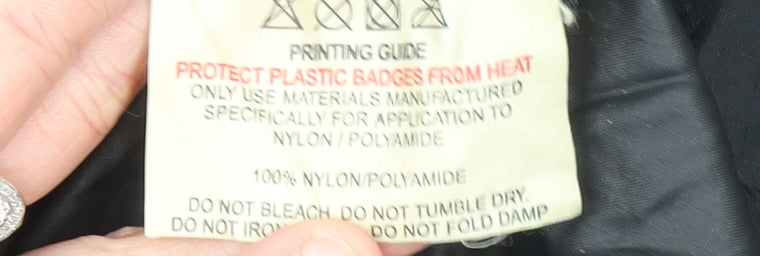 PRINTING GUIDE
PROTECT PLASTIC BADGES FROM HEAT
ONLY USE MATERIALS MANUFACTURED
SPECIFICALLY FOR APPLICATION TO
NYLON / POLYAMIDE
100% NYLON/POLYAMIDE
DO NOT BLEACH. DO NOT TUMBLE DRY.
DO NOT IRON DO NOT FOLD DAMP